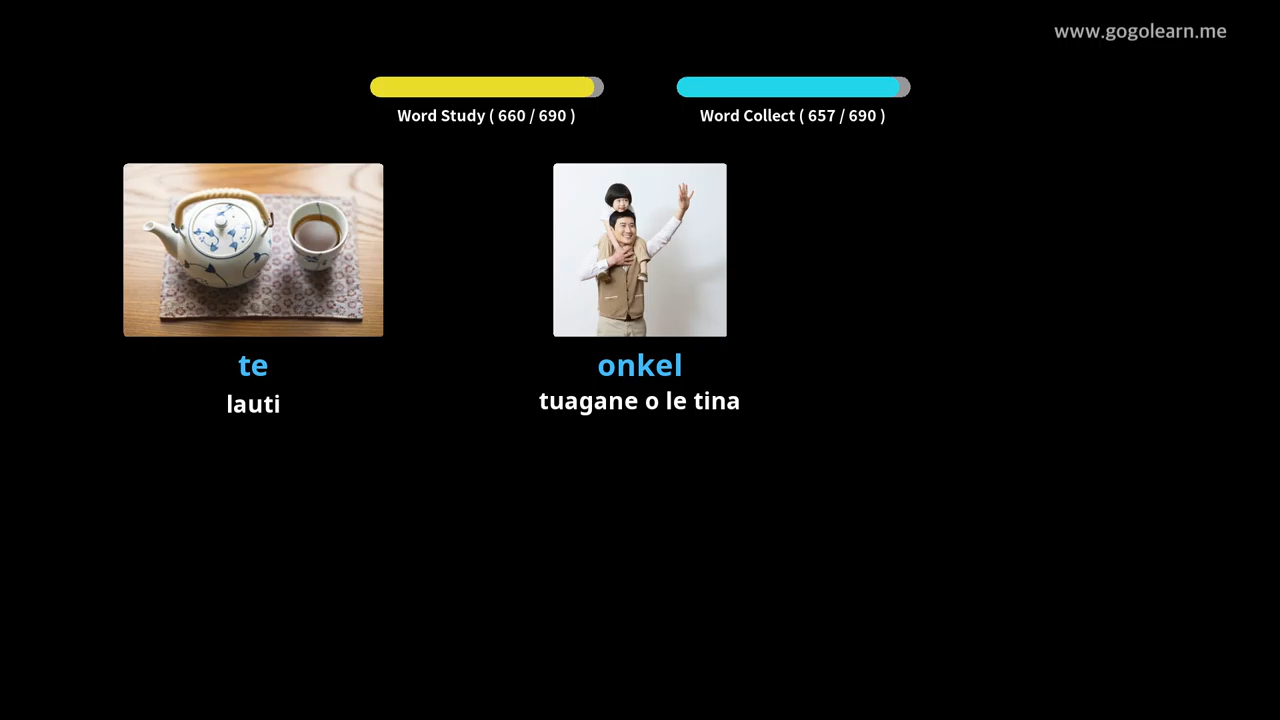 www.gogolearn.me
Word Study ( 660 / 690 )
Word Collect ( 657 / 690 )
te
lauti
onkel
tuagane o le tina